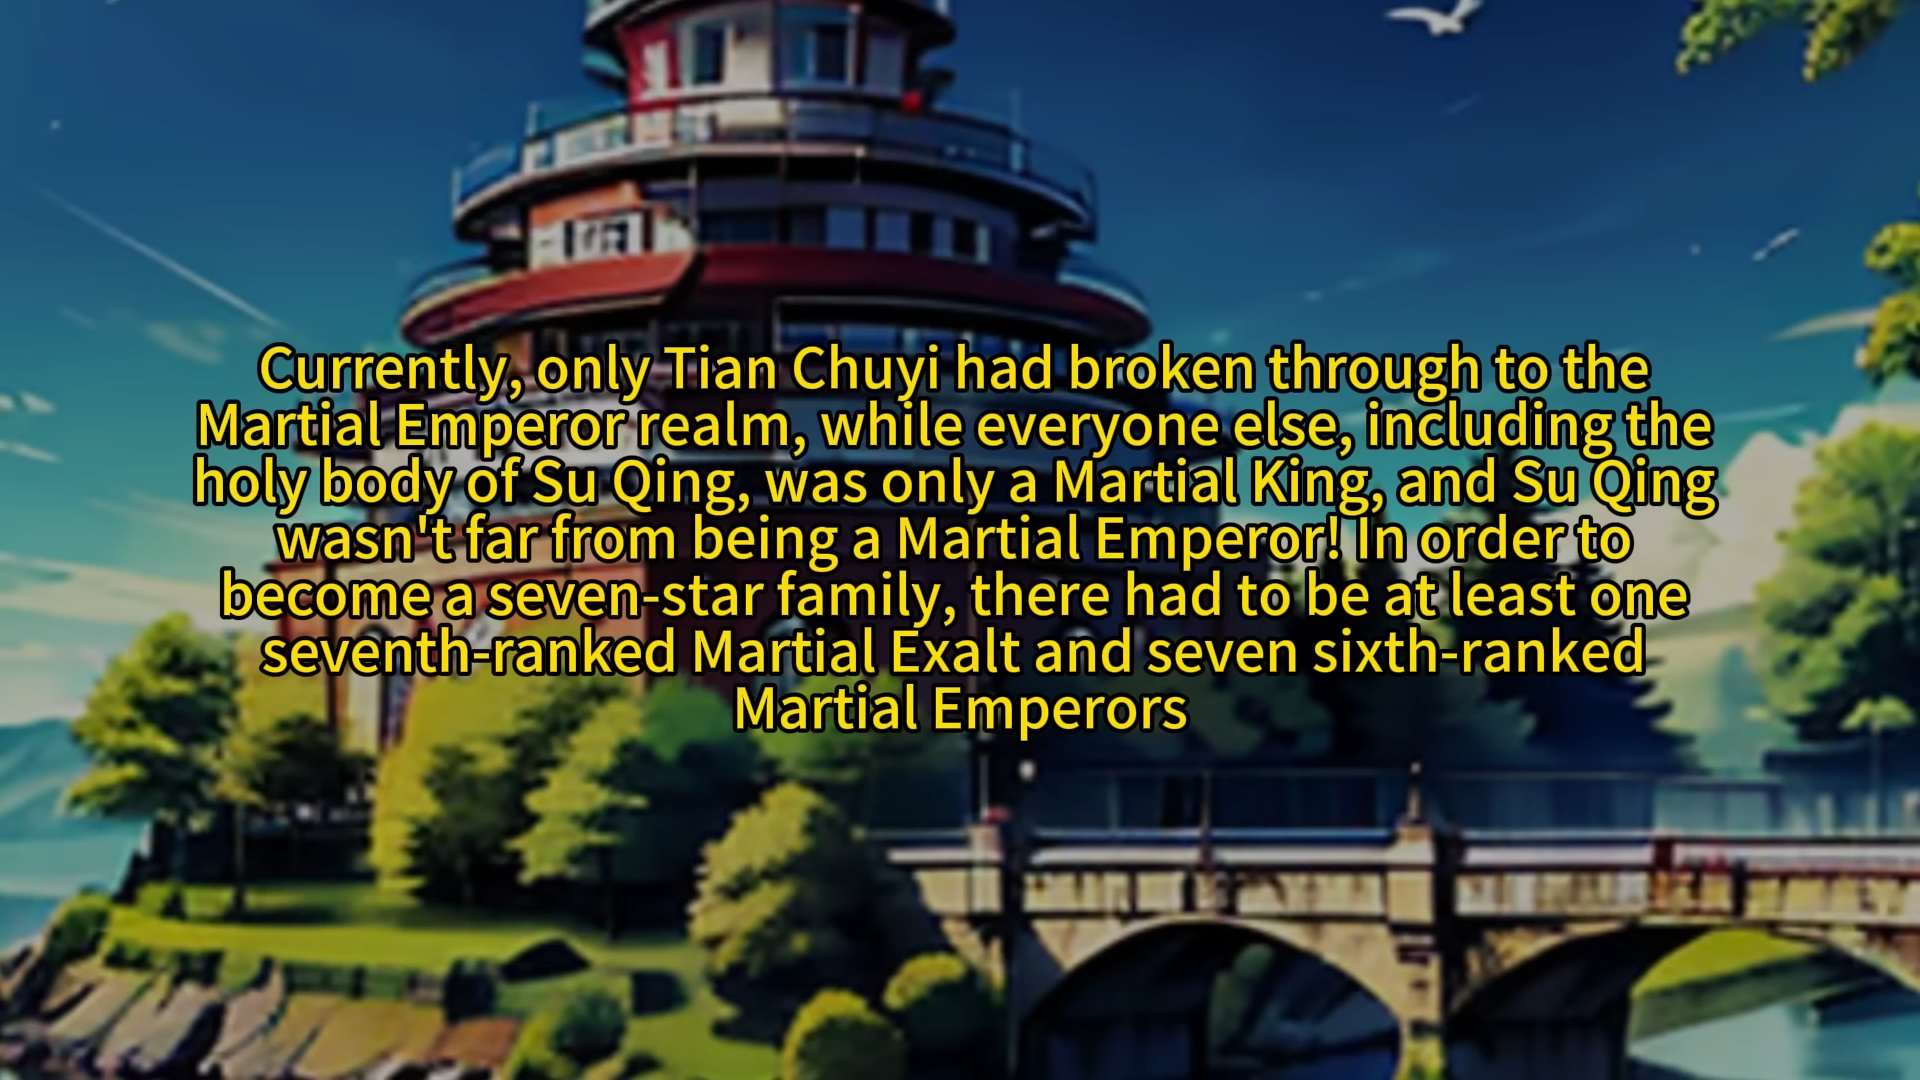 Currently, only Tian Chuyi had broken through to the
Martial Emperor realm, while everyone else, including the
holy body of Su Qing, was only a Martial King, and Su Qing
wasn't far from being a Martial Emperor! In order to
become a seven-star family, there had to be at least one
seventh-ranked Martial Exalt and seven sixth-ranked
Martial Emperors